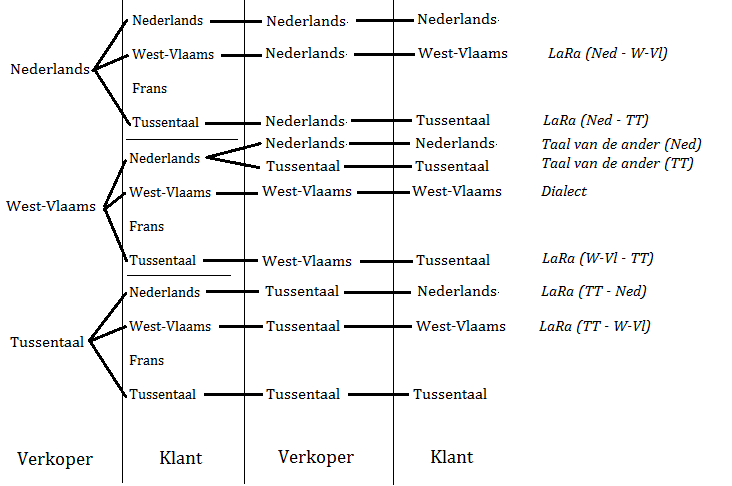 Nederlands Nederlands Nederlands
West-Vlaams Nederlands West-Vlaams LaRa (Ned - W-Vl)
Nederlands
Frans
Tussentaal Nederlands Tussentaal LaRa (Ned - TT)
Nederlands Nederlands Taal van de ander (Ned)
Nederlands
Tussentaal Tussentaal Taal van de ander (TT)
West-Vlaams West-Vlaams West-Vlaams Dialect
West-Vlaams
Frans
Tussentaal West-Vlaams Tussentaal LaRa (W-Vl - TT)
Nederlands Tussentaal Nederlands LaRa (TT - Ned)
West-Vlaams Tussentaal West-Vlaams LaRa (TT - W-Vl)
Tussentaal
Frans
Tussentaal Tussentaal Tussentaal
Verkoper Klant Verkoper Klant